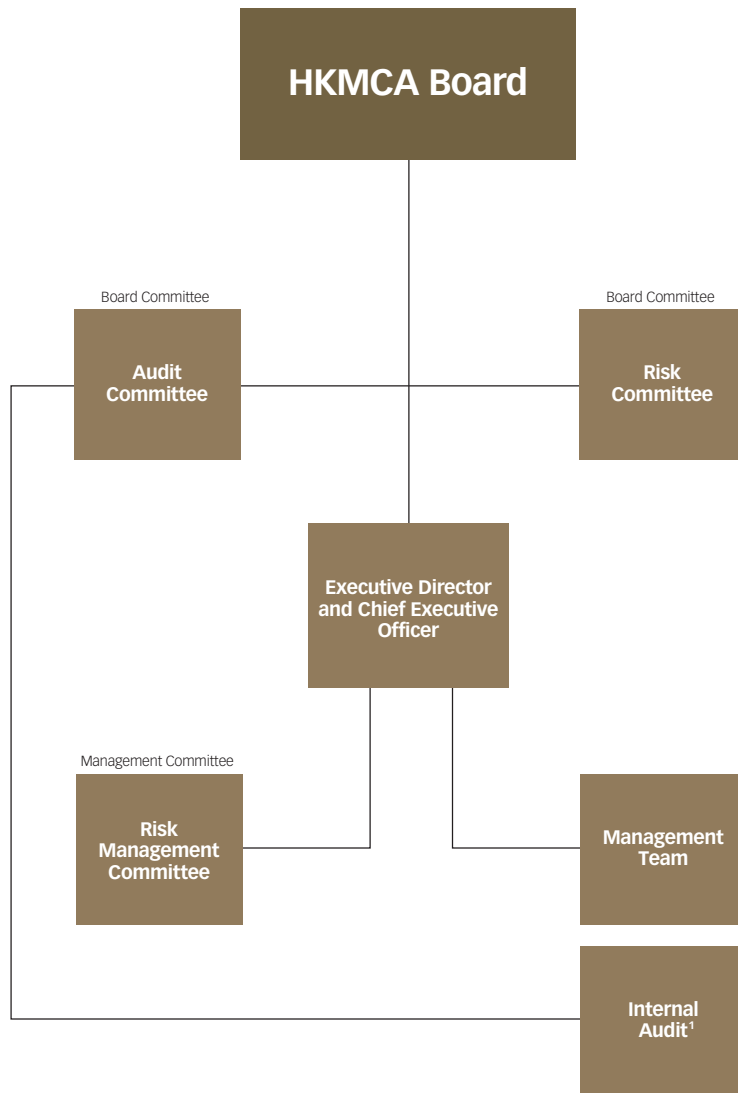 HKMCA Board
Board Committee
Board Committee
Audit
Committee
Risk
Committee
Executive Director
and Chief Executive
Officer
Management Committee
Risk
Management
Committee
Management
Team
Internal
Audit¹